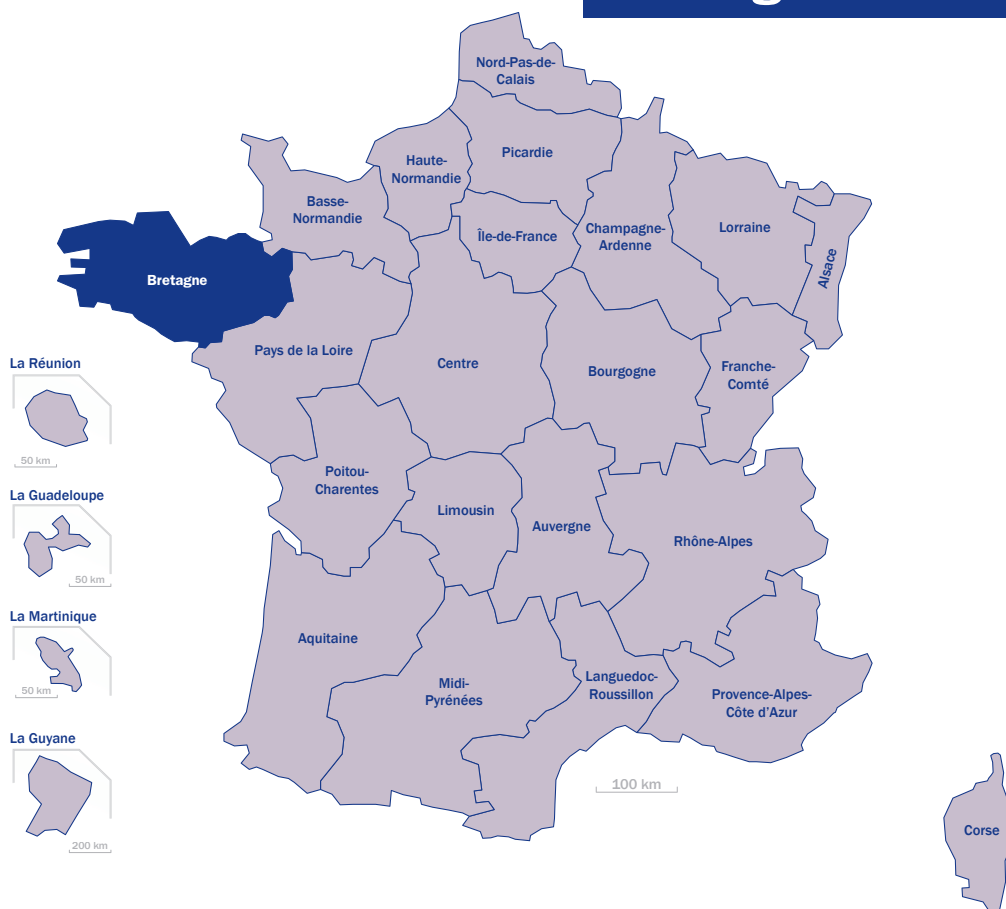 Nord-Pas-de-
Calais
Picardie
Haute-
Normandie
Basse-
Normandie
Île-de-France
Champagne-
Ardenne
Lorraine
Alsace
Bretagne
Pays de la Loire
Centre
Bourgogne
Franche-
Comté
La Réunion
50 km
Poitou-
Charentes
La Guadeloupe
50 km
Limousin
Auvergne
Rhône-Alpes
La Martinique
50 km
Aquitaine
Midi-
Pyrénées
Languedoc-
Roussillon
Provence-Alpes-
Côte d'Azur
La Guyane
200 km
100 km
Corse